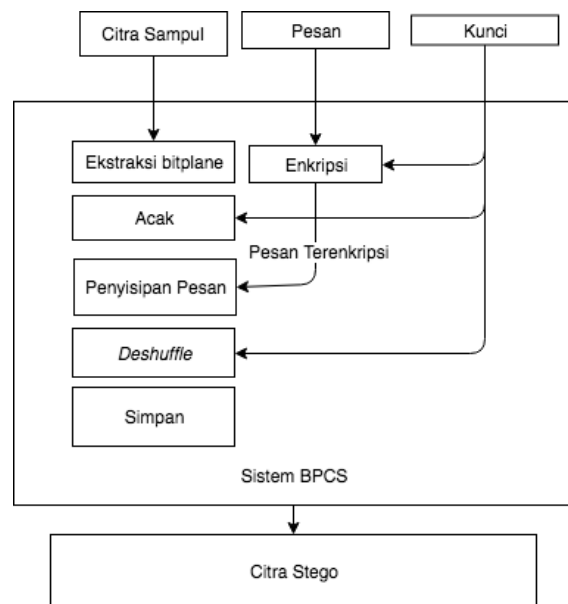 Citra Sampul
Pesan
Kunci
Ekstraksi bitplane
Enkripsi
Acak
Pesan Terenkripsi
Penyisipan Pesan
Deshuffle
Simpan
Sistem BPCS
Citra Stego